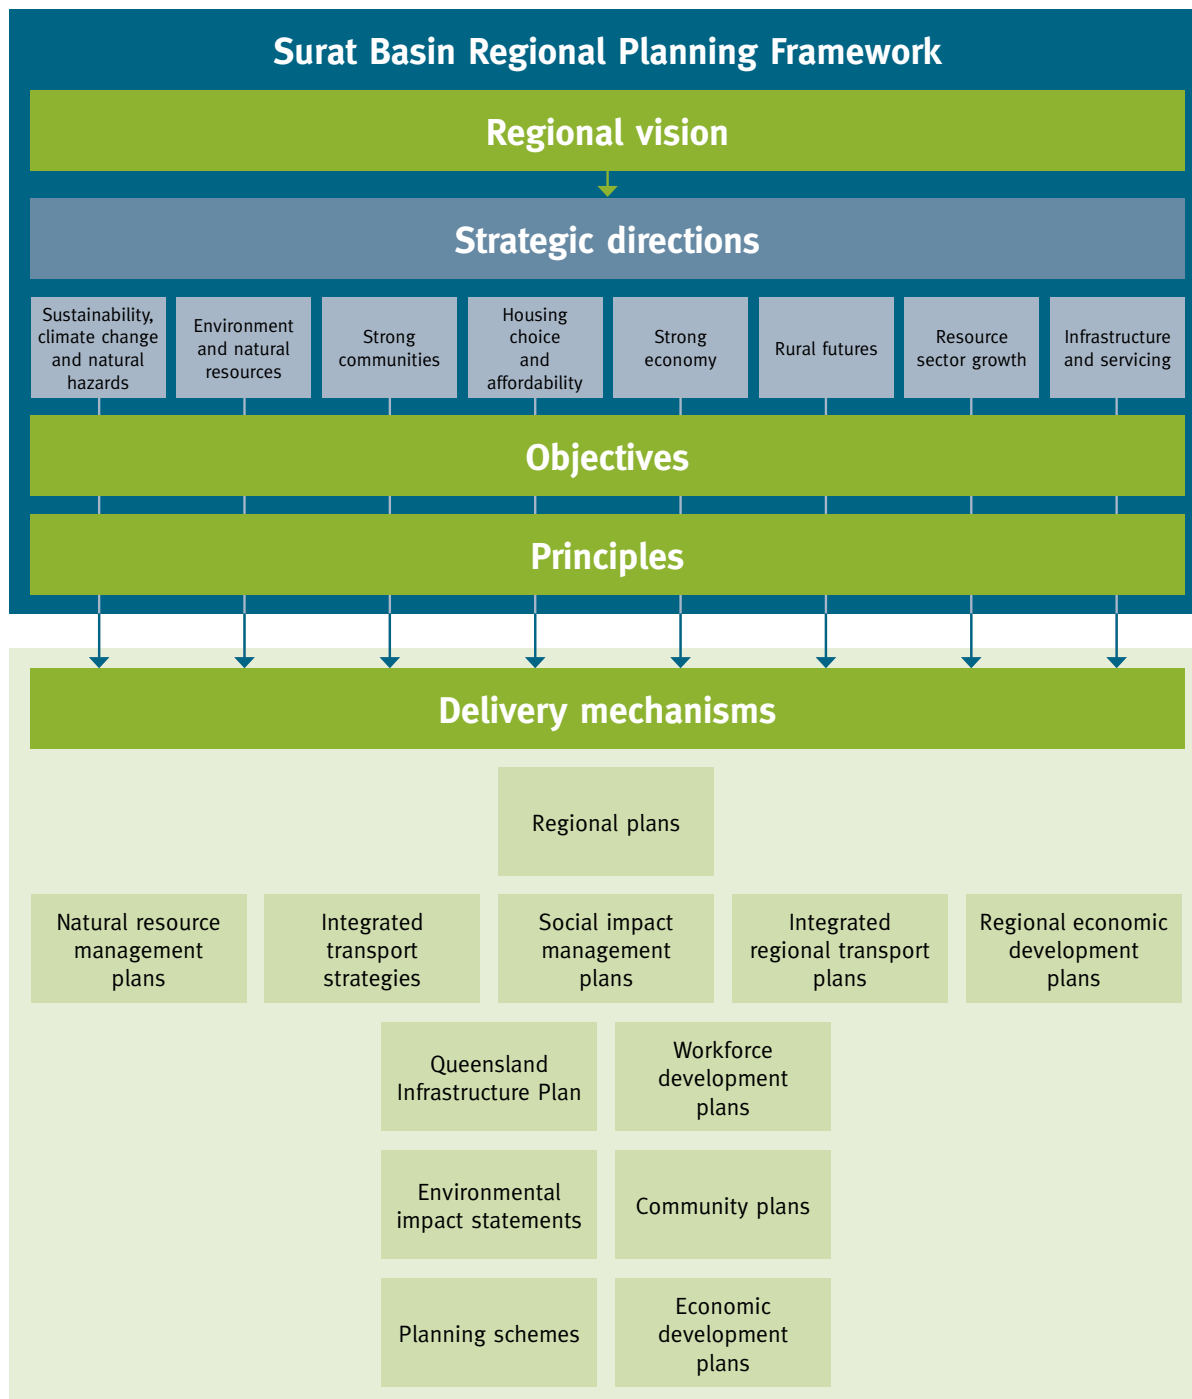 Surat Basin Regional Planning Framework
Regional vision
Strategic directions
Sustainability,
climate change
and natural
hazards
Environment
and natural
resources
Strong
communities
Housing
choice
and
affordability
Strong
economy
Rural futures
Resource
sector growth
Infrastructure
and servicing
Objectives
Principles
Delivery mechanisms
Regional plans
Natural resource
management
plans
Integrated
transport
strategies
Social impact
management
plans
Integrated
regional transport
plans
Regional economic
development
plans
Queensland
Infrastructure Plan
Workforce
development
plans
Environmental
impact statements
Community plans
Planning schemes
Economic
development
plans